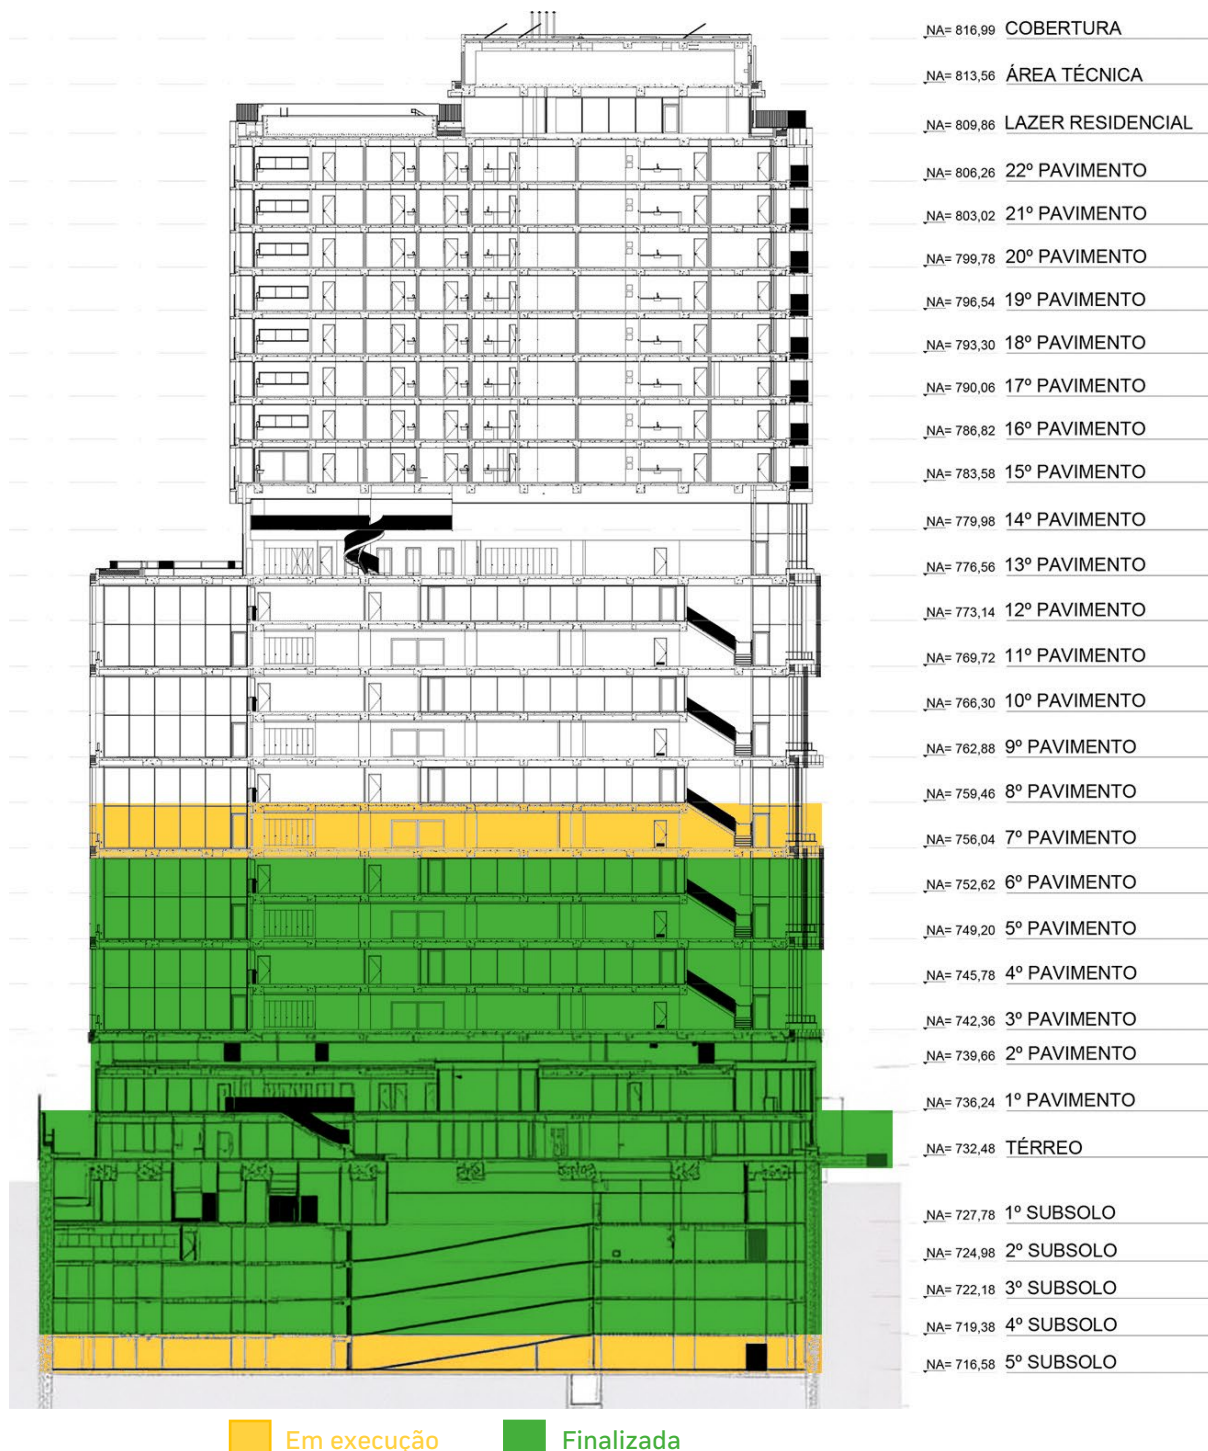 NA= 816,99 COBERTURA
NA= 813,56 ÁREA TÉCNICA
NA= 809,86 LAZER RESIDENCIAL
NA= 806,26 22º PAVIMENTO
NA= 803,02 21º PAVIMENTO
NA= 799,78 20º PAVIMENTO
NA= 796,54 19º PAVIMENTO
NA= 793,30 18º PAVIMENTO
NA= 790,06 17º PAVIMENTO
NA= 786,82 16º PAVIMENTO
NA= 783,58 15º PAVIMENTO
NA= 779,98 14º PAVIMENTO
NA= 776,56 13º PAVIMENTO
NA= 773,14 12º PAVIMENTO
NA= 769,72 11º PAVIMENTO
NA= 766,30 10º PAVIMENTO
NA= 762,88 9º PAVIMENTO
NA= 759,46 8º PAVIMENTO
NA= 756,04 7º PAVIMENTO
NA= 752,62 6º PAVIMENTO
NA= 749,20 5º PAVIMENTO
NA= 745,78 4º PAVIMENTO
NA= 742,36 3º PAVIMENTO
NA= 739,66 2º PAVIMENTO
NA= 736,24 1º PAVIMENTO
NA= 732,48 TÉRREO
NA= 727,78 1º SUBSOLO
NA= 724,98 2º SUBSOLO
NA= 722,18 3º SUBSOLO
NA= 719,38 4º SUBSOLO
NA= 716,58 5º SUBSOLO
Em execução Finalizada